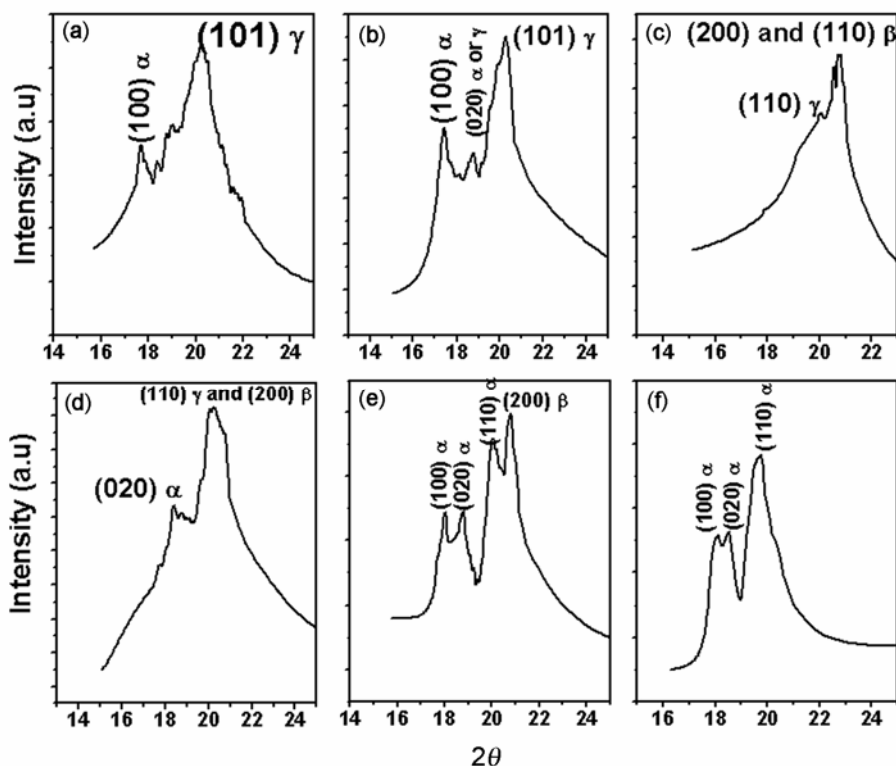 (a)
(101) γ
(100) α
(b)
(101) γ
(100) α
(020) α or γ
(c)
(200) and (110) β
(110) γ
Intensity (a.u)
14 16 18 20 22 24
14 16 18 20 22 24
14 16 18 20 22
(d)
(110) γ and (200) β
(020) α
(e)
(100) α
(020) α
(110) α
(200) β
(f)
(100) α
(020) α
(110) α
Intensity (a.u)
14 16 18 20 22 24
14 16 18 20 22 24
16 18 20 22 24
2θ